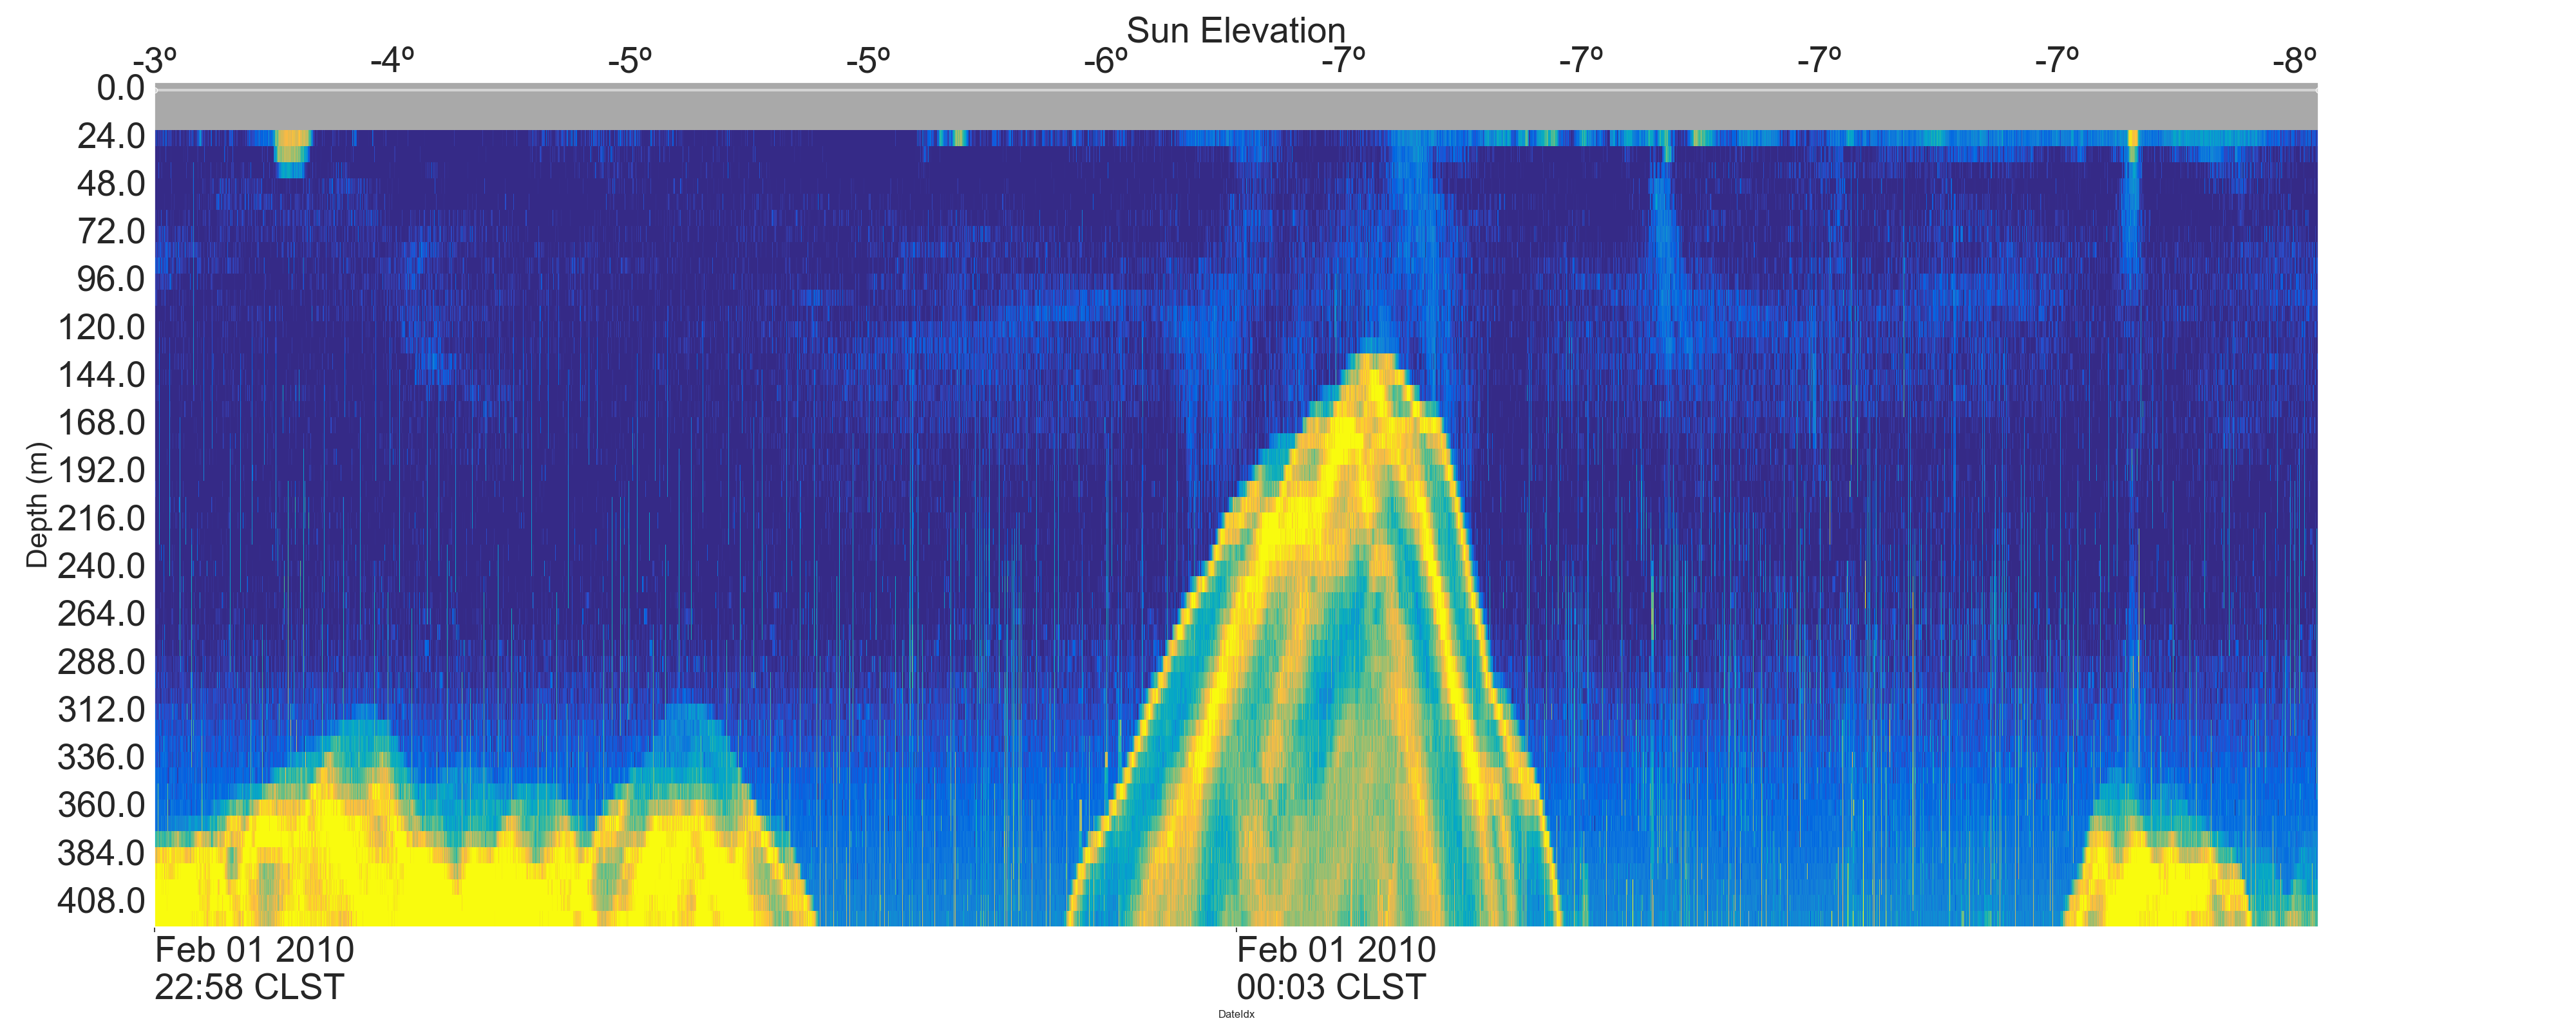 Sun Elevation
-3º -4º -5º -5º -6º -7º -7º -7º -7º -8º
0.0
24.0
48.0
72.0
96.0
120.0
144.0
168.0
192.0
216.0
240.0
264.0
288.0
312.0
336.0
360.0
384.0
408.0
Depth (m)
Feb 01 2010
22:58 CLST
Feb 01 2010
00:03 CLST
DateIdx